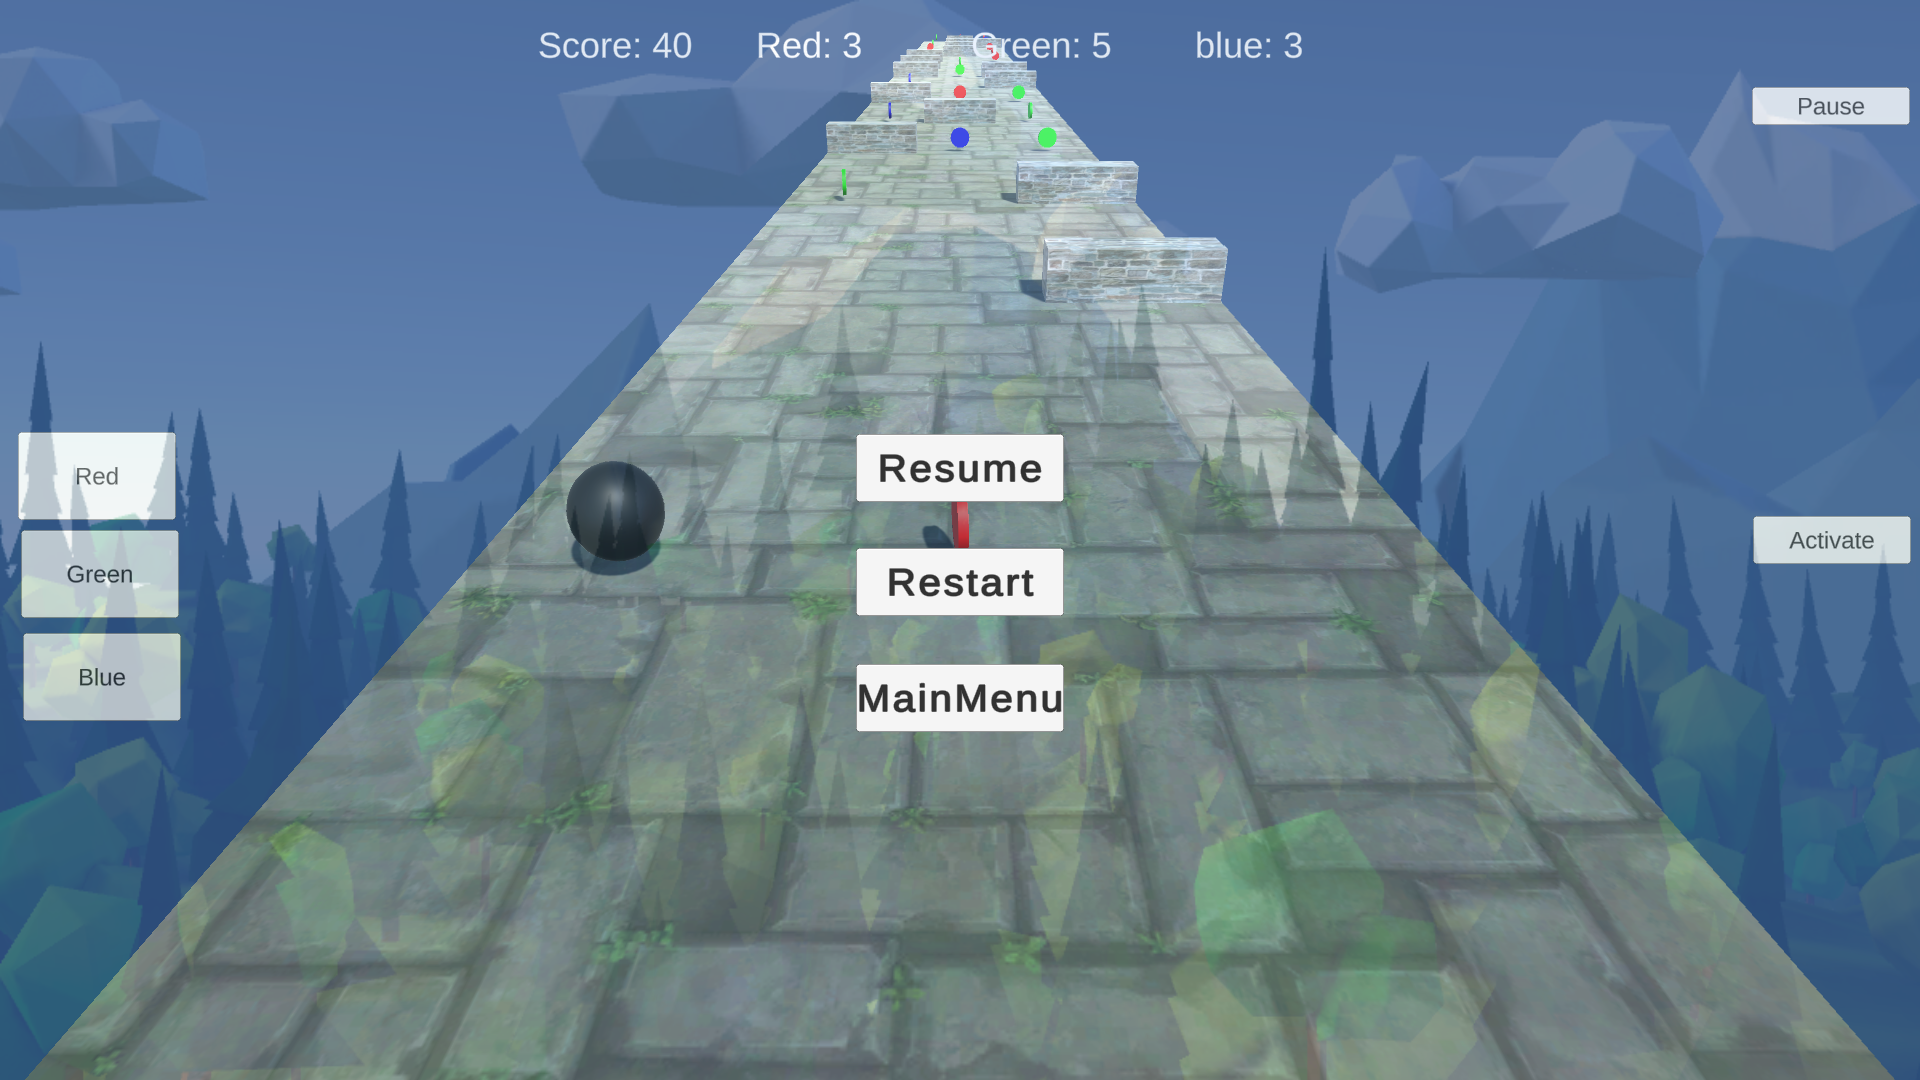 Score: 40 Red: 3 Green: 5 blue: 3
Pause
Red
Green
Blue
Resume
Restart
MainMenu
Activate